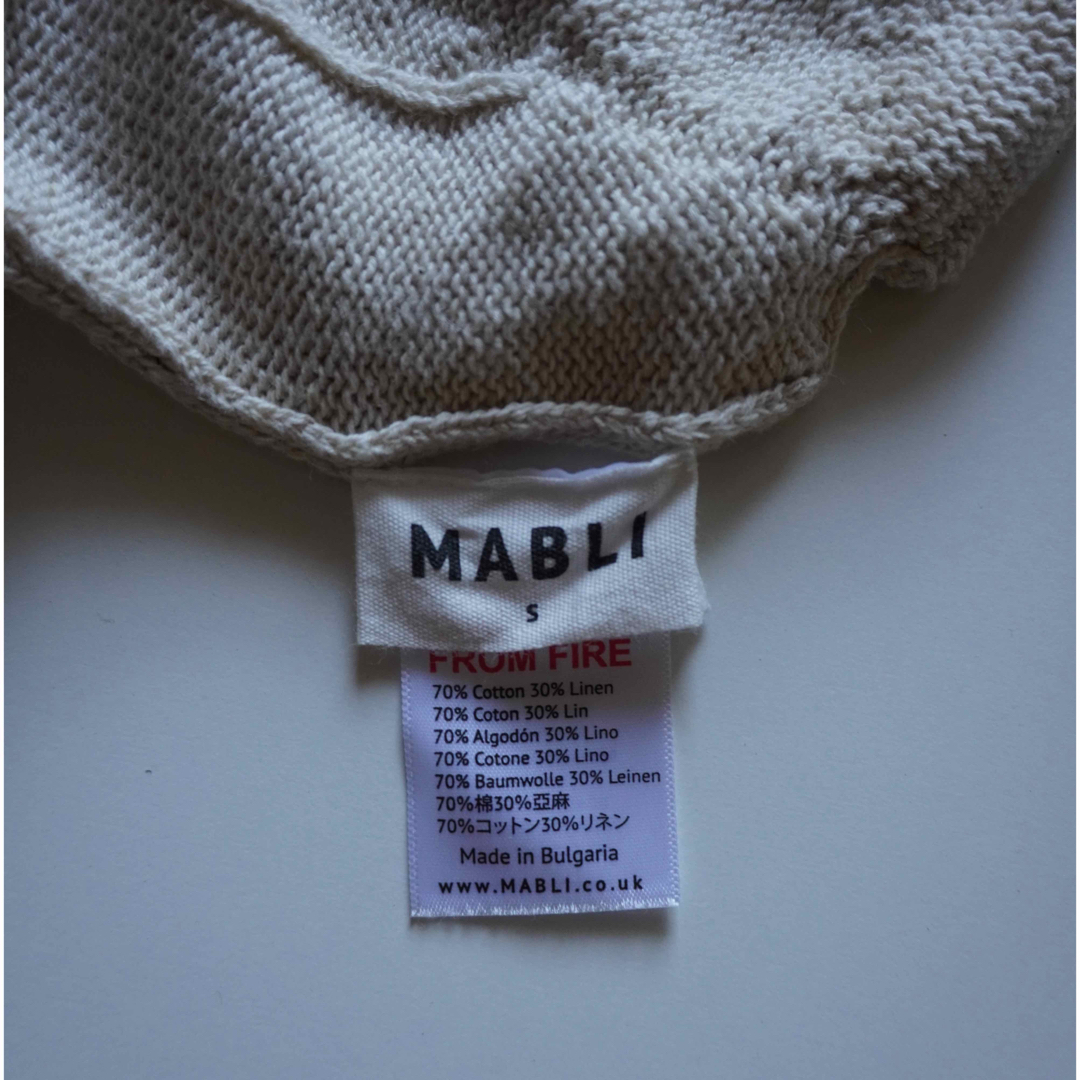 MABLI
S
FROM FIRE
70% Cotton 30% Linen
70% Coton 30% Lin
70% Algodón 30% Lino
70% Cotone 30% Lino
70% Baumwolle 30% Leinen
70%棉30%亞麻
70%コットン30%リネン
Made in Bulgaria
www.MABLI.co.uk